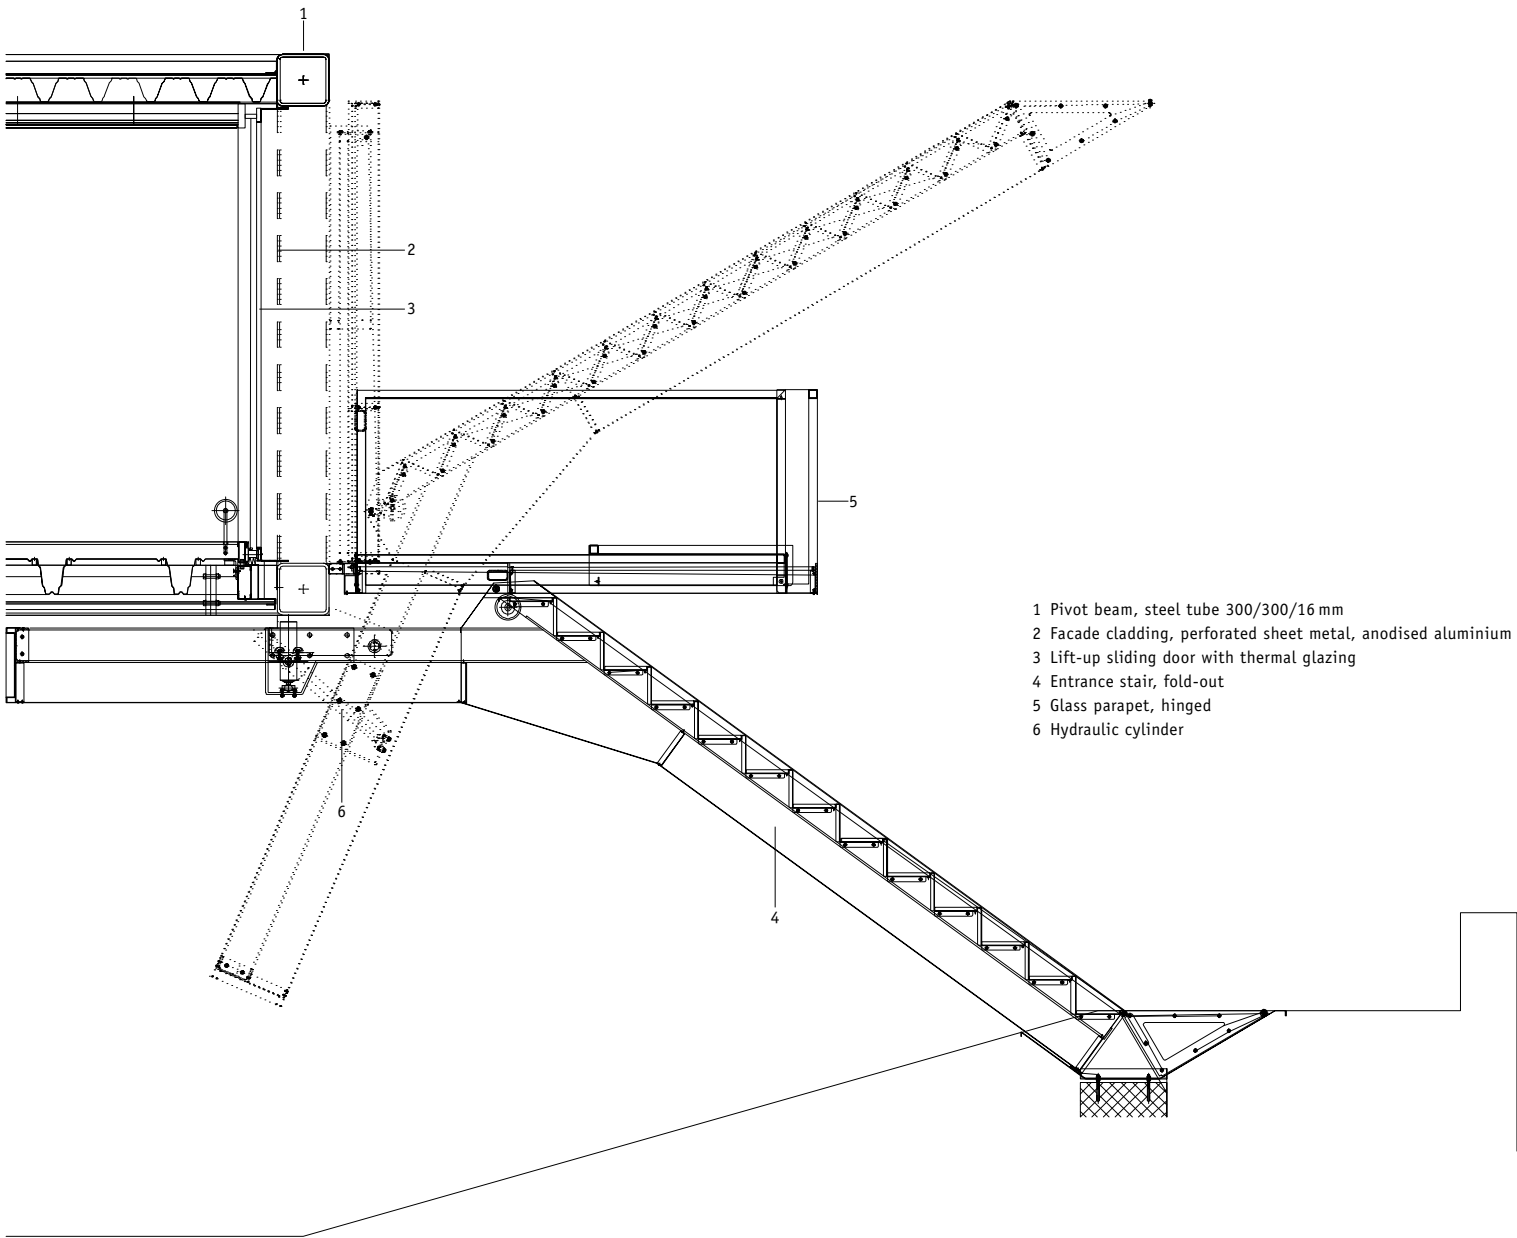 1
2
3
5
1 Pivot beam, steel tube 300/300/16 mm
2 Facade cladding, perforated sheet metal, anodised aluminium
3 Lift-up sliding door with thermal glazing
4 Entrance stair, fold-out
5 Glass parapet, hinged
6 Hydraulic cylinder
6
4